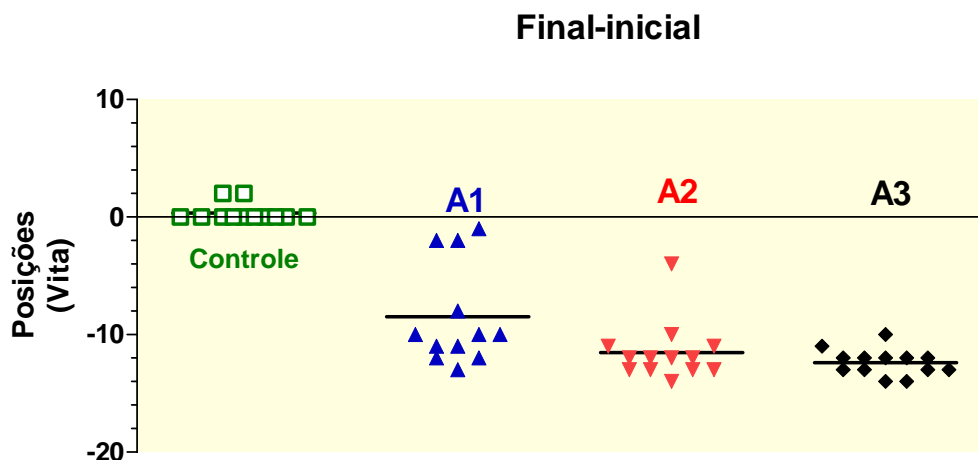 Final-inicial
Posições
(Vita)
10
0
-10
-20
Controle
A1
A2
A3